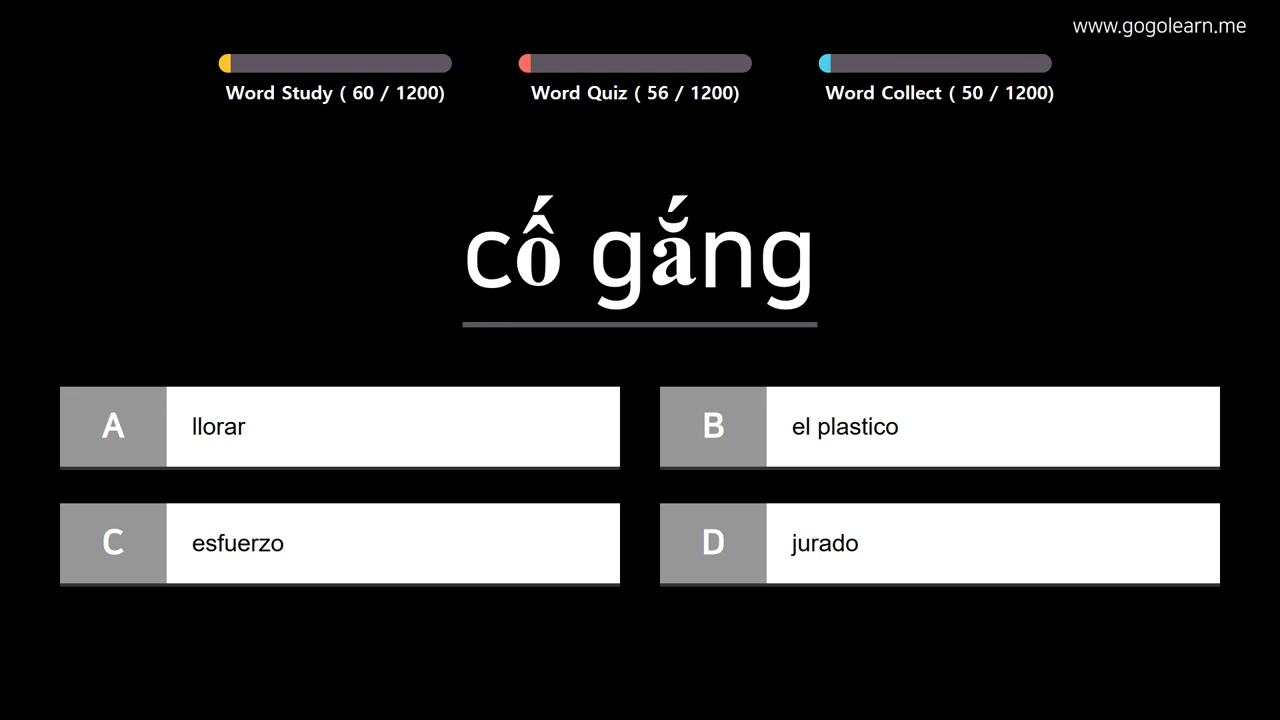 www.gogolearn.me
Word Study ( 60 / 1200)
Word Quiz ( 56 / 1200)
Word Collect ( 50 / 1200)
cố gắng
A llorar
B el plastico
C esfuerzo
D jurado